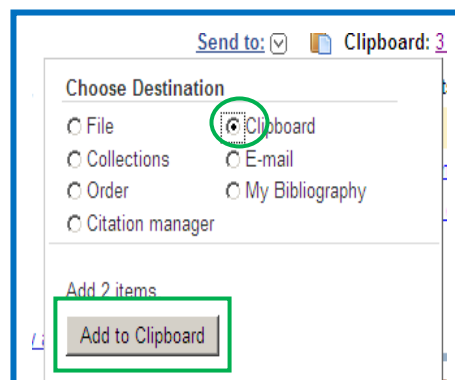 Send to: Clipboard: 3
Choose Destination
File Clipboard
Collections E-mail
Order My Bibliography
Citation manager
Add 2 items
Add to Clipboard